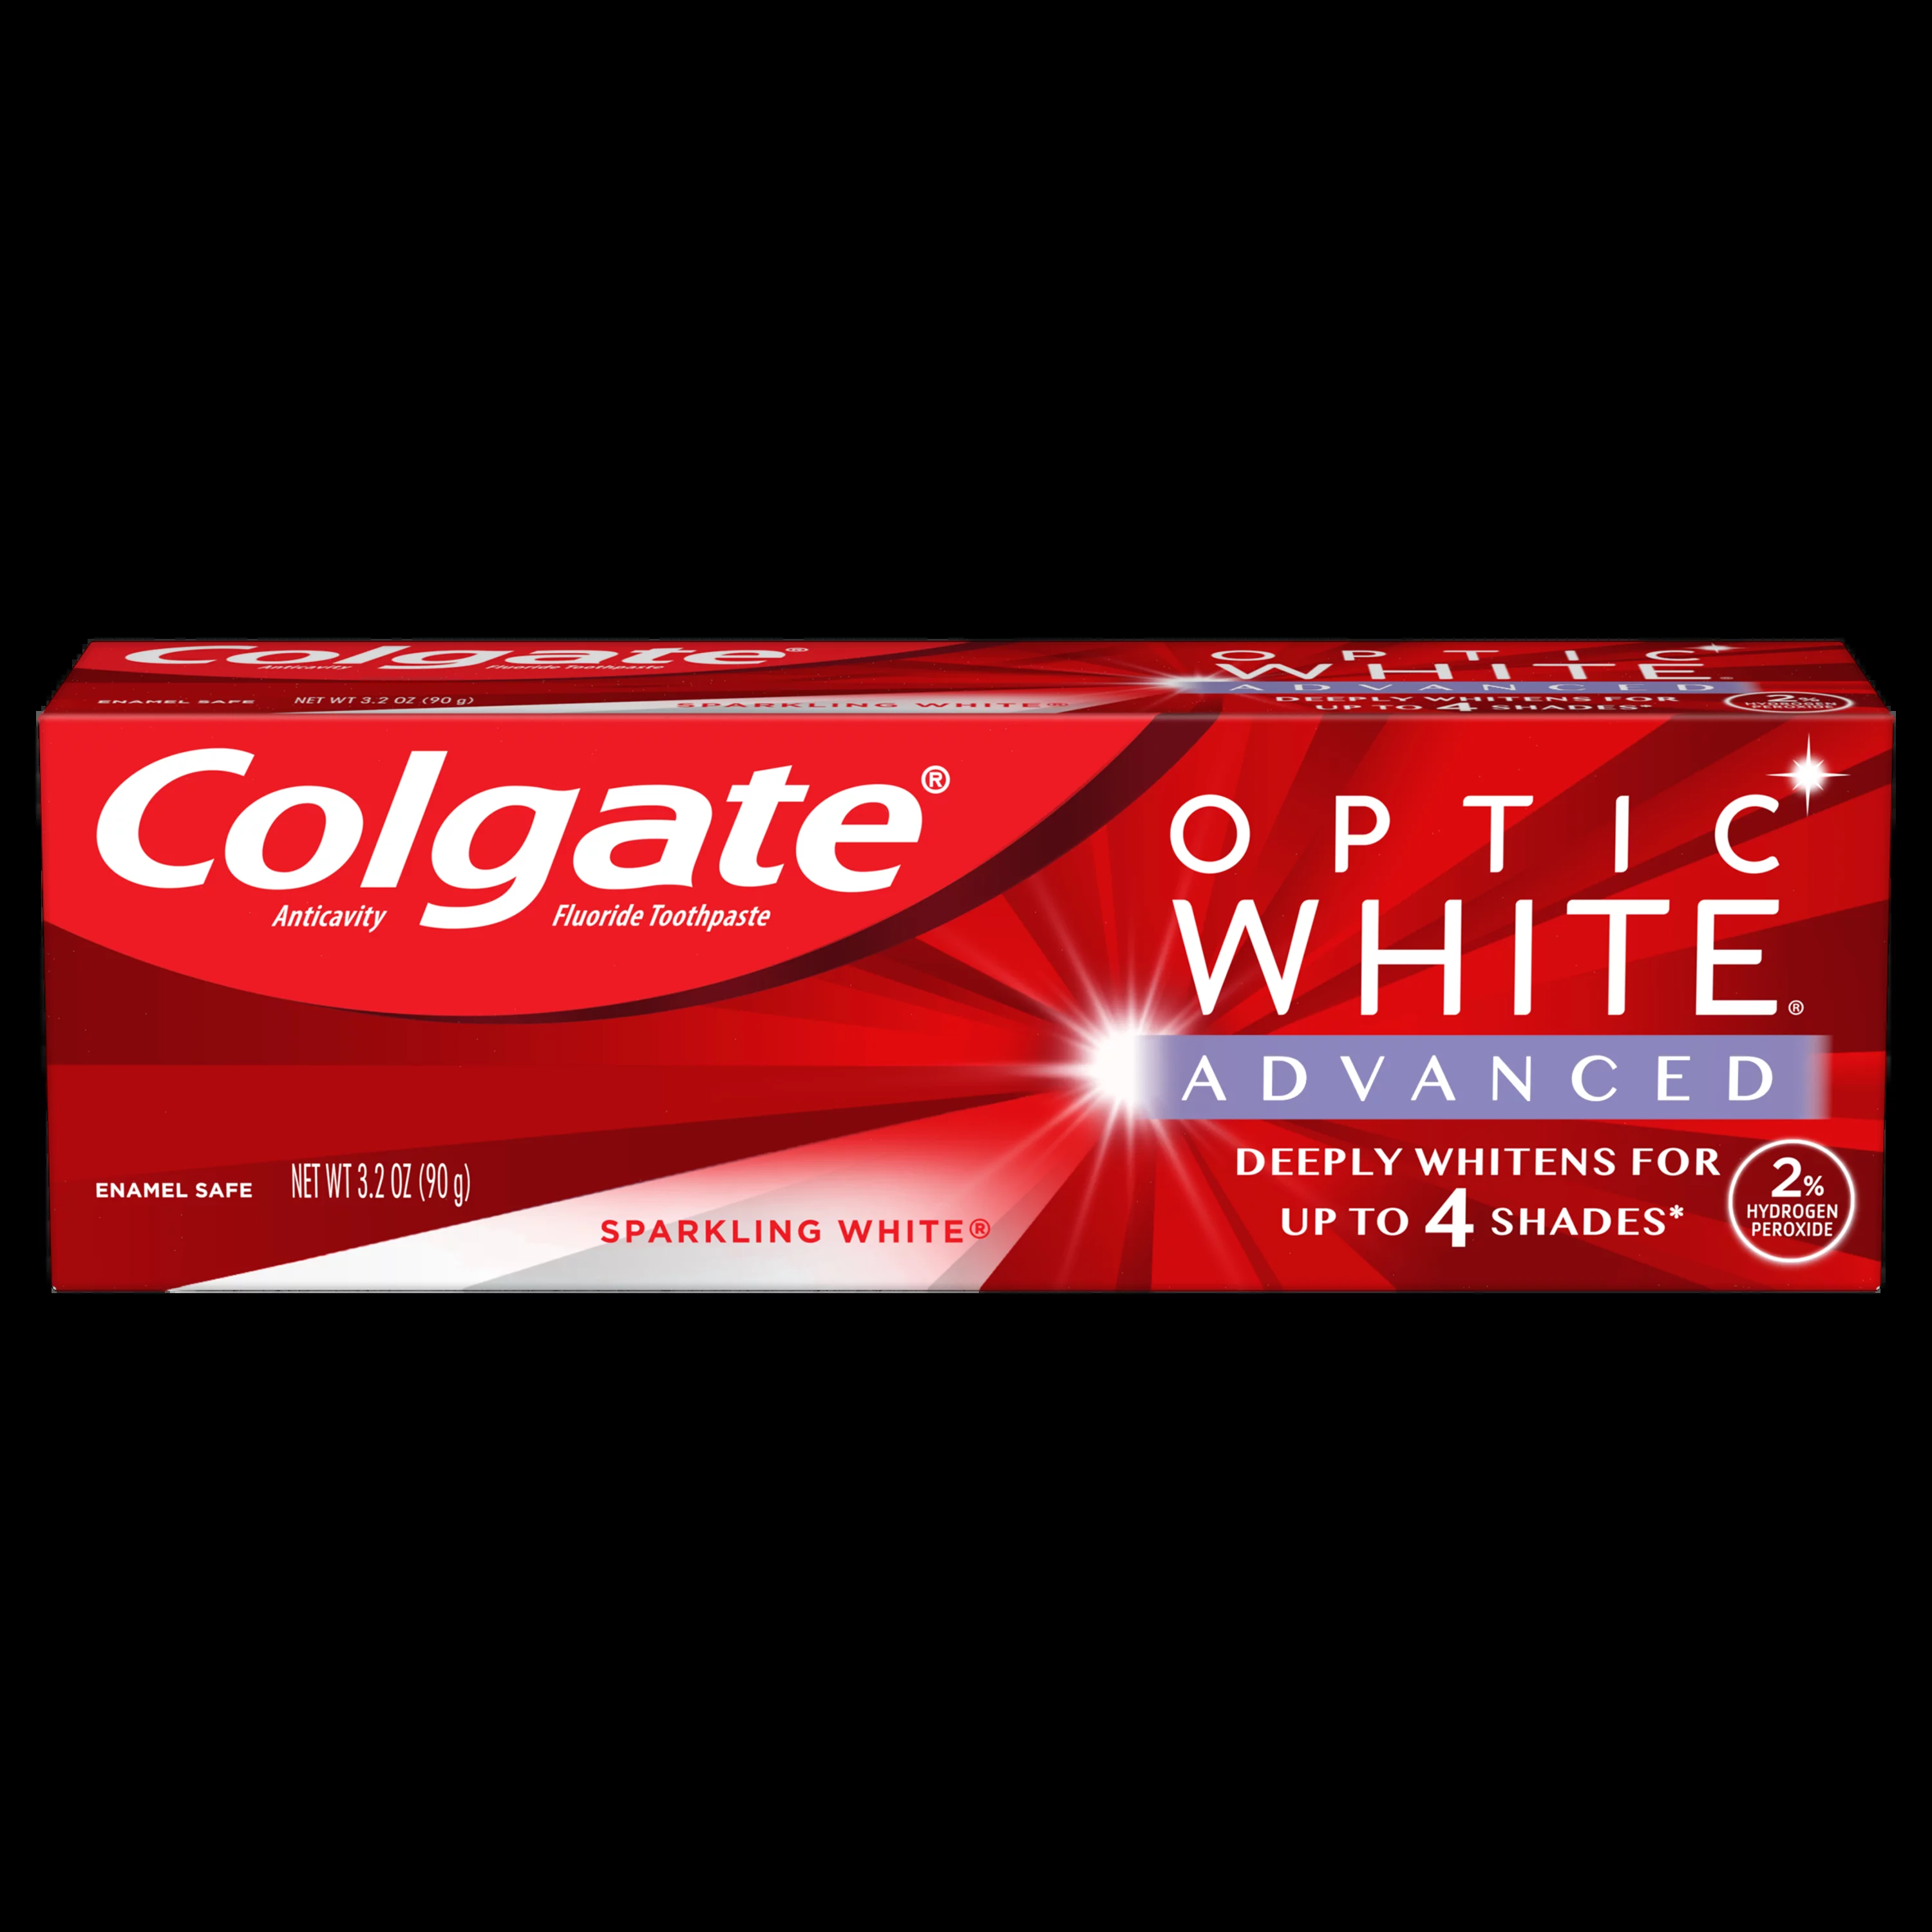 Colgate®
Anticavity Fluoride Toothpaste
ENAMEL SAFE NET WT 3.2 OZ (90 g)
SPARKLING WHITE®
OPTIC
WHITE®
ADVANCED
DEEPLY WHITENS FOR
UP TO 4 SHADES*
2%
HYDROGEN
PEROXIDE
Colgate®
Anticavity Fluoride Toothpaste
ENAMEL SAFE NET WT 3.2 OZ (90 g)
SPARKLING WHITE®
OPTIC
WHITE®
ADVANCED
DEEPLY WHITENS FOR
UP TO 4 SHADES*
2%
HYDROGEN
PEROXIDE